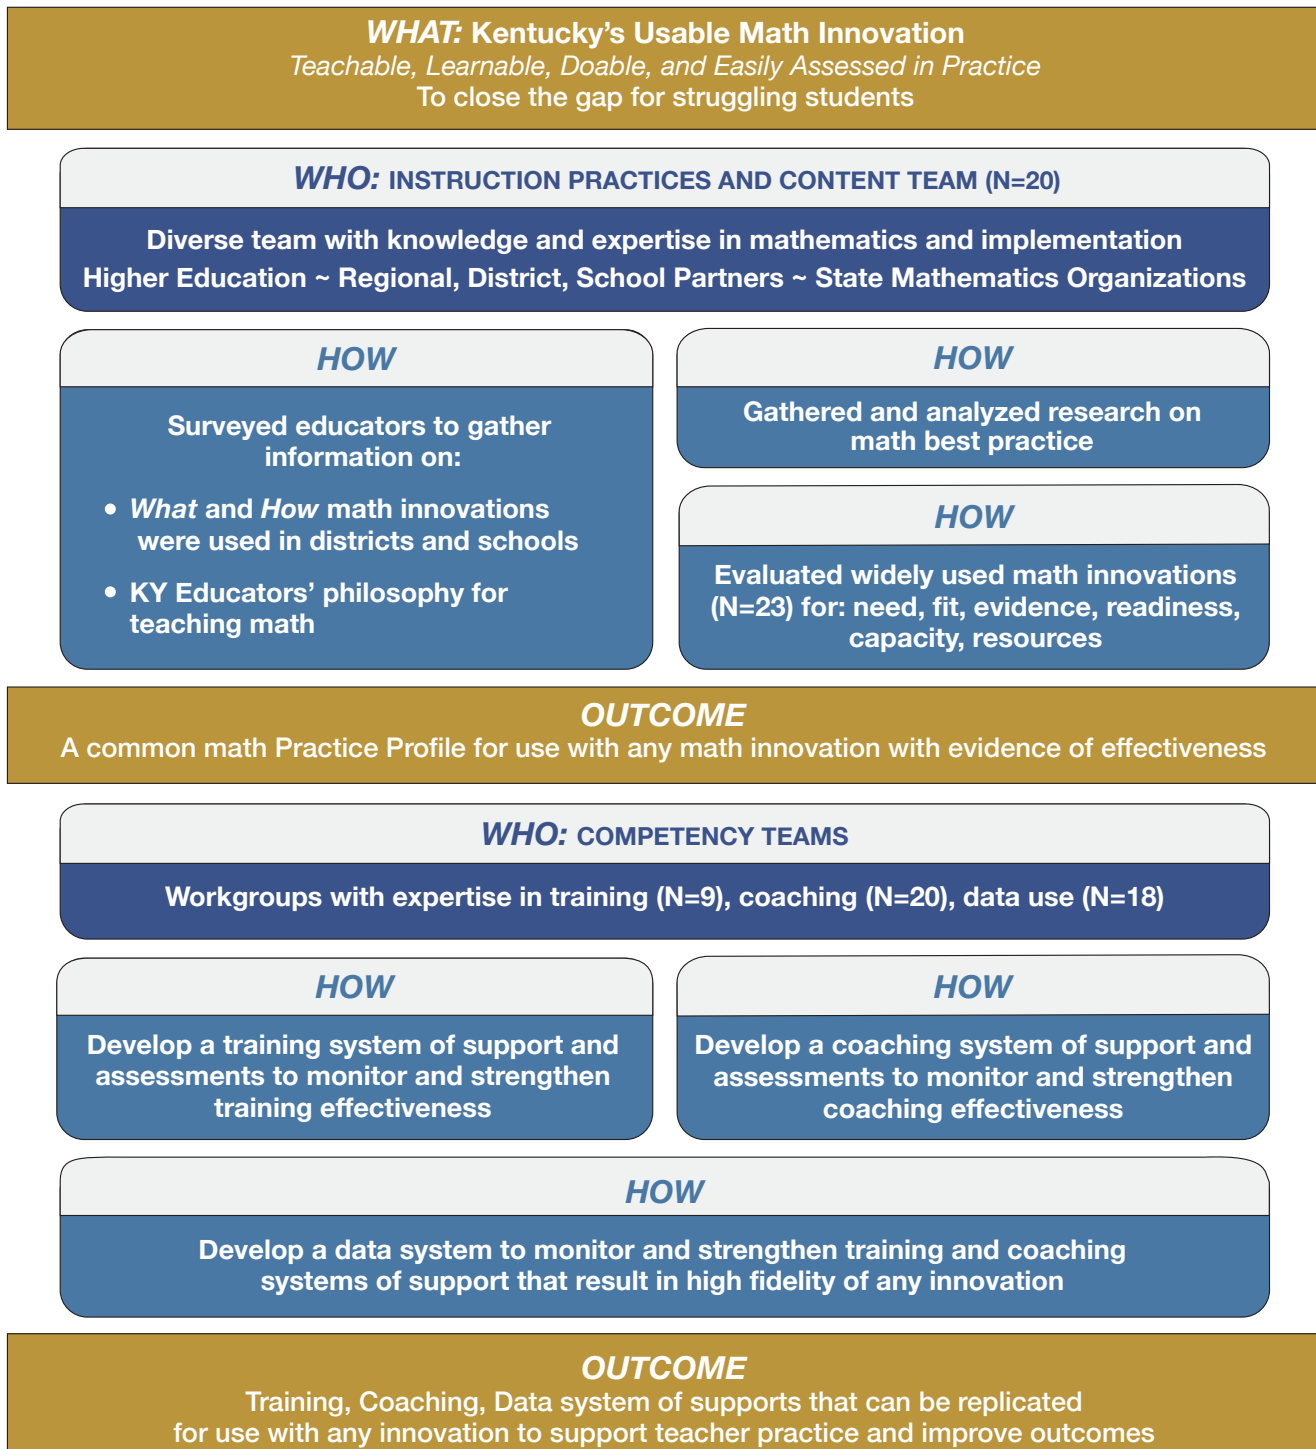 WHAT: Kentucky’s Usable Math Innovation
Teachable, Learnable, Doable, and Easily Assessed in Practice
To close the gap for struggling students
WHO: INSTRUCTION PRACTICES AND CONTENT TEAM (N=20)
Diverse team with knowledge and expertise in mathematics and implementation
Higher Education ~ Regional, District, School Partners ~ State Mathematics Organizations
HOW
Surveyed educators to gather
information on:
• What and How math innovations
were used in districts and schools
• KY Educators’ philosophy for
teaching math
HOW
Gathered and analyzed research on
math best practice
HOW
Evaluated widely used math innovations
(N=23) for: need, fit, evidence, readiness,
capacity, resources
OUTCOME
A common math Practice Profile for use with any math innovation with evidence of effectiveness
WHO: COMPETENCY TEAMS
Workgroups with expertise in training (N=9), coaching (N=20), data use (N=18)
HOW
Develop a training system of support and
assessments to monitor and strengthen
training effectiveness
HOW
Develop a coaching system of support and
assessments to monitor and strengthen
coaching effectiveness
HOW
Develop a data system to monitor and strengthen training and coaching
systems of support that result in high fidelity of any innovation
OUTCOME
Training, Coaching, Data system of supports that can be replicated
for use with any innovation to support teacher practice and improve outcomes